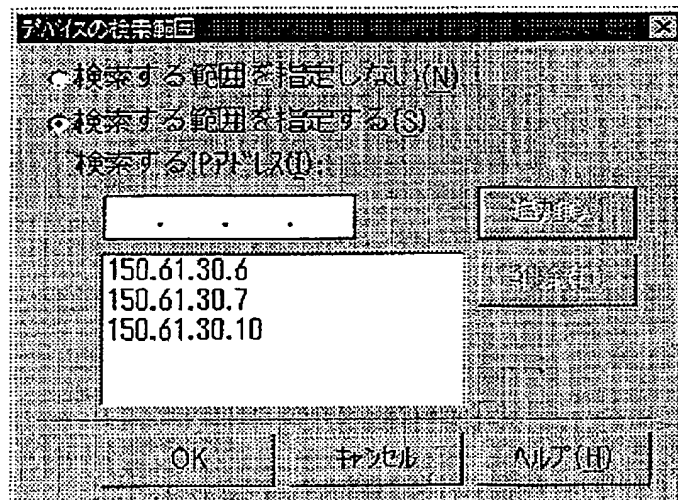 デバイスの検索範囲
検索する範囲を指定しない(N)
検索する範囲を指定する(S)
検索するIPアドレス(I):
. . .
追加(A)
150.61.30.6
150.61.30.7
150.61.30.10
削除(R)
OK
キャンセル
ヘルプ(H)